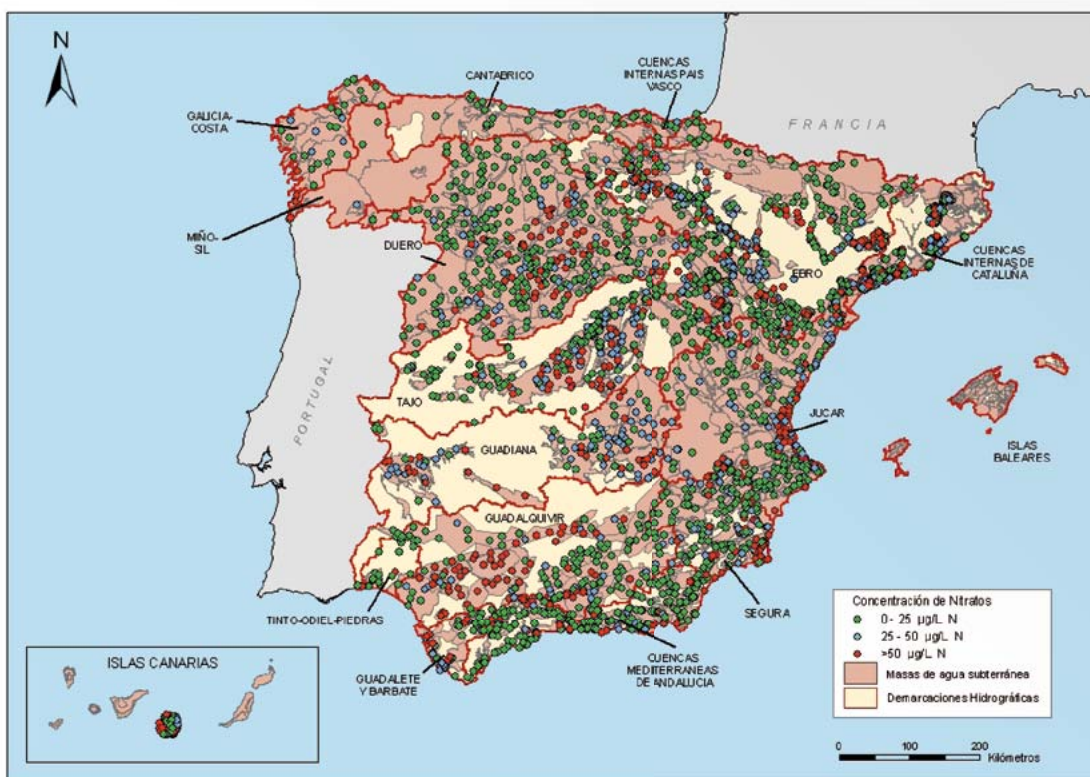 N
CANTABRICO
CUENCAS
INTERNAS PAIS
VASCO
GALICIA-
COSTA
FRANCIA
MIÑO-
SIL
DUERO
EBRO
CUENCAS
INTERNAS DE
CATALUÑA
PORTUGAL
TAJO
JUCAR
GUADIANA
ISLAS
BALEARES
GUADALQUIVIR
TINTO-ODIEL-PIEDRAS
SEGURA
GUADALETE
Y BARBATE
CUENCAS
MEDITERRANEAS
DE ANDALUCIA
ISLAS CANARIAS
Concentración de Nitratos
0- 25 µg/L N
25 - 50 µg/L N
>50 µg/L N
Masas de agua subterránea
Demarcaciones Hidrográficas
0 100 200
Kilómetros